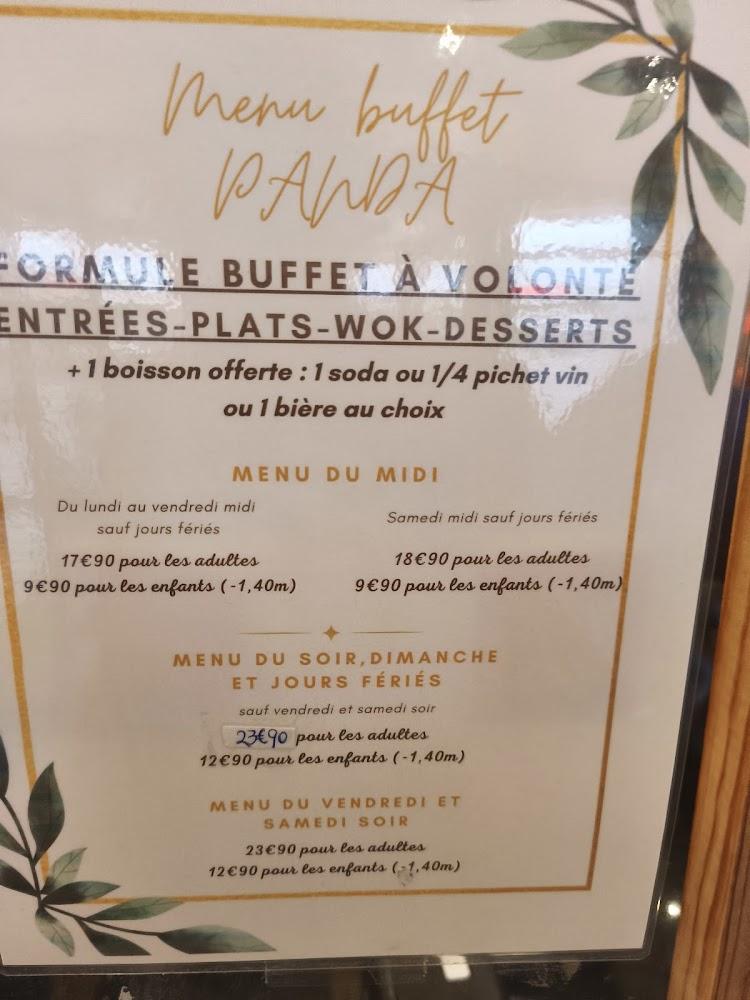 Menu buffet
PANDA
FORMULE BUFFET À VOLONTÉ
ENTRÉES-PLATS-WOK-DESSERTS
+ 1 boisson offerte : 1 soda ou 1/4 pichet vin
ou 1 bière au choix
MENU DU MIDI
Du lundi au vendredi midi
sauf jours fériés
17€90 pour les adultes
9€90 pour les enfants (-1,40m)
Samedi midi sauf jours fériés
18€90 pour les adultes
9€90 pour les enfants (-1,40m)
MENU DU SOIR,DIMANCHE
ET JOURS FÉRIÉS
sauf vendredi et samedi soir
23€90 pour les adultes
12€90 pour les enfants (-1,40m)
MENU DU VENDREDI ET
SAMEDI SOIR
23€90 pour les adultes
12€90 pour les enfants (-1,40m)